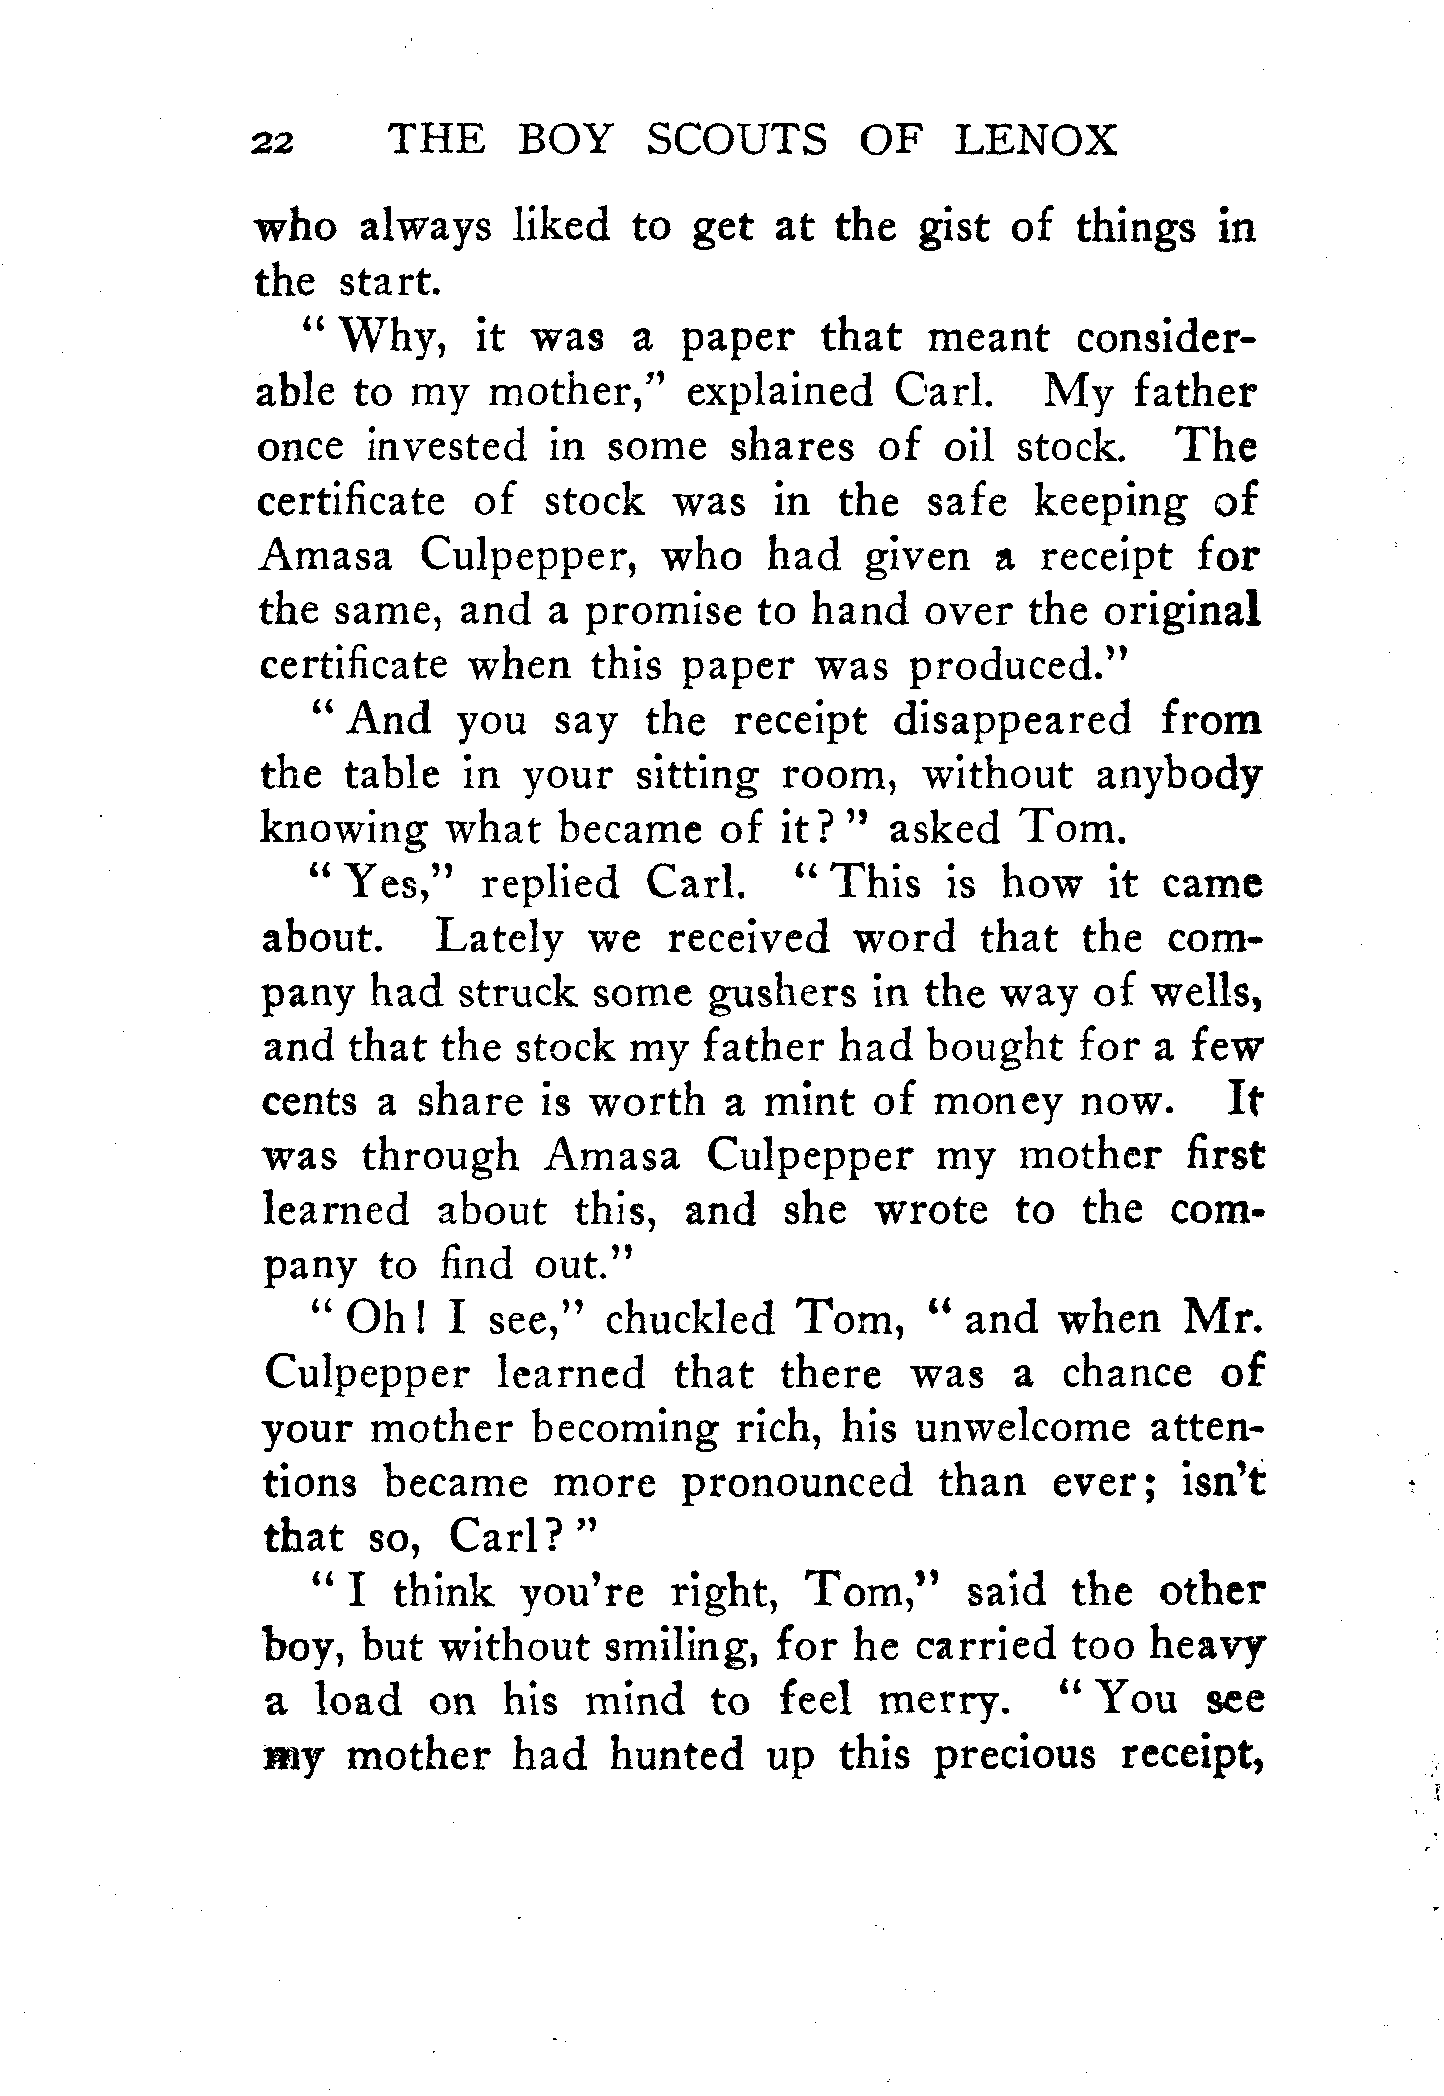 22 THE BOY SCOUTS OF LENOX
who always liked to get at the gist of things in
the start.
“Why, it was a paper that meant consider-
able to my mother,” explained Carl. My father
once invested in some shares of oil stock. The
certificate of stock was in the safe keeping of
Amasa Culpepper, who had given a receipt for
the same, and a promise to hand over the original
certificate when this paper was produced.”
“And you say the receipt disappeared from
the table in your sitting room, without anybody
knowing what became of it?” asked Tom.
“Yes,” replied Carl. “This is how it came
about. Lately we received word that the com-
pany had struck some gushers in the way of wells,
and that the stock my father had bought for a few
cents a share is worth a mint of money now. It
was through Amasa Culpepper my mother first
learned about this, and she wrote to the com-
pany to find out.”
“Oh! I see,” chuckled Tom, “and when Mr.
Culpepper learned that there was a chance of
your mother becoming rich, his unwelcome atten-
tions became more pronounced than ever; isn’t
that so, Carl?”
“I think you’re right, Tom,” said the other
boy, but without smiling, for he carried too heavy
a load on his mind to feel merry. “You see
my mother had hunted up this precious receipt,